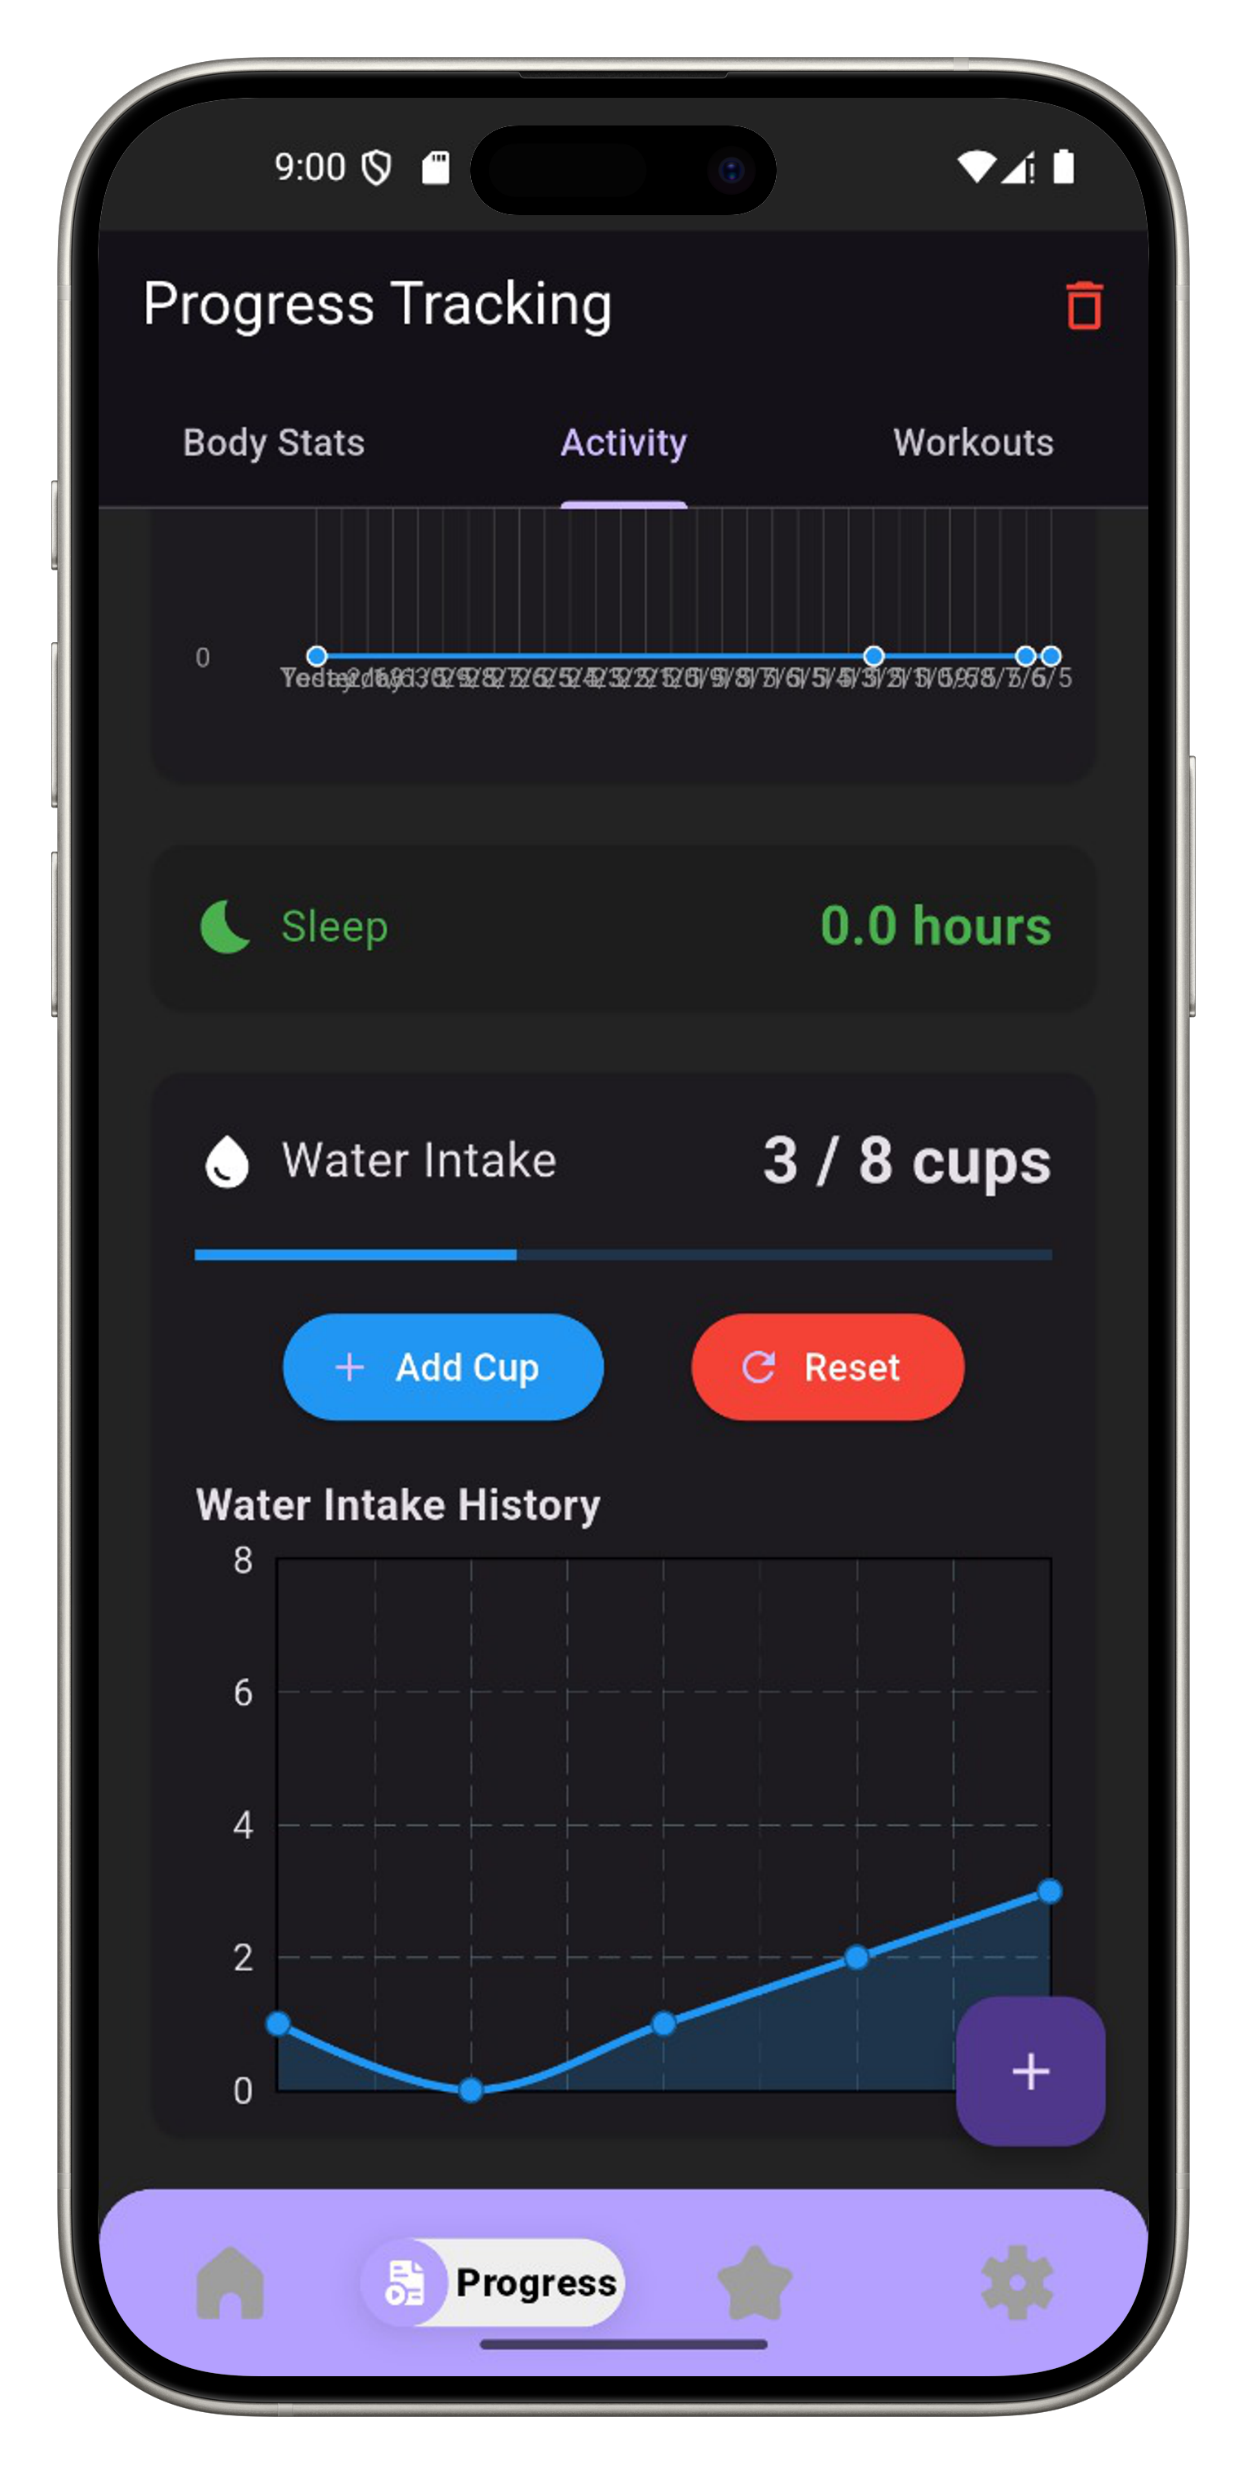 9:00
Progress Tracking
Body Stats
Activity
Workouts
0
Sleep
0.0 hours
Water Intake
3 / 8 cups
Add Cup
Reset
Water Intake History
8
6
4
2
0
Progress